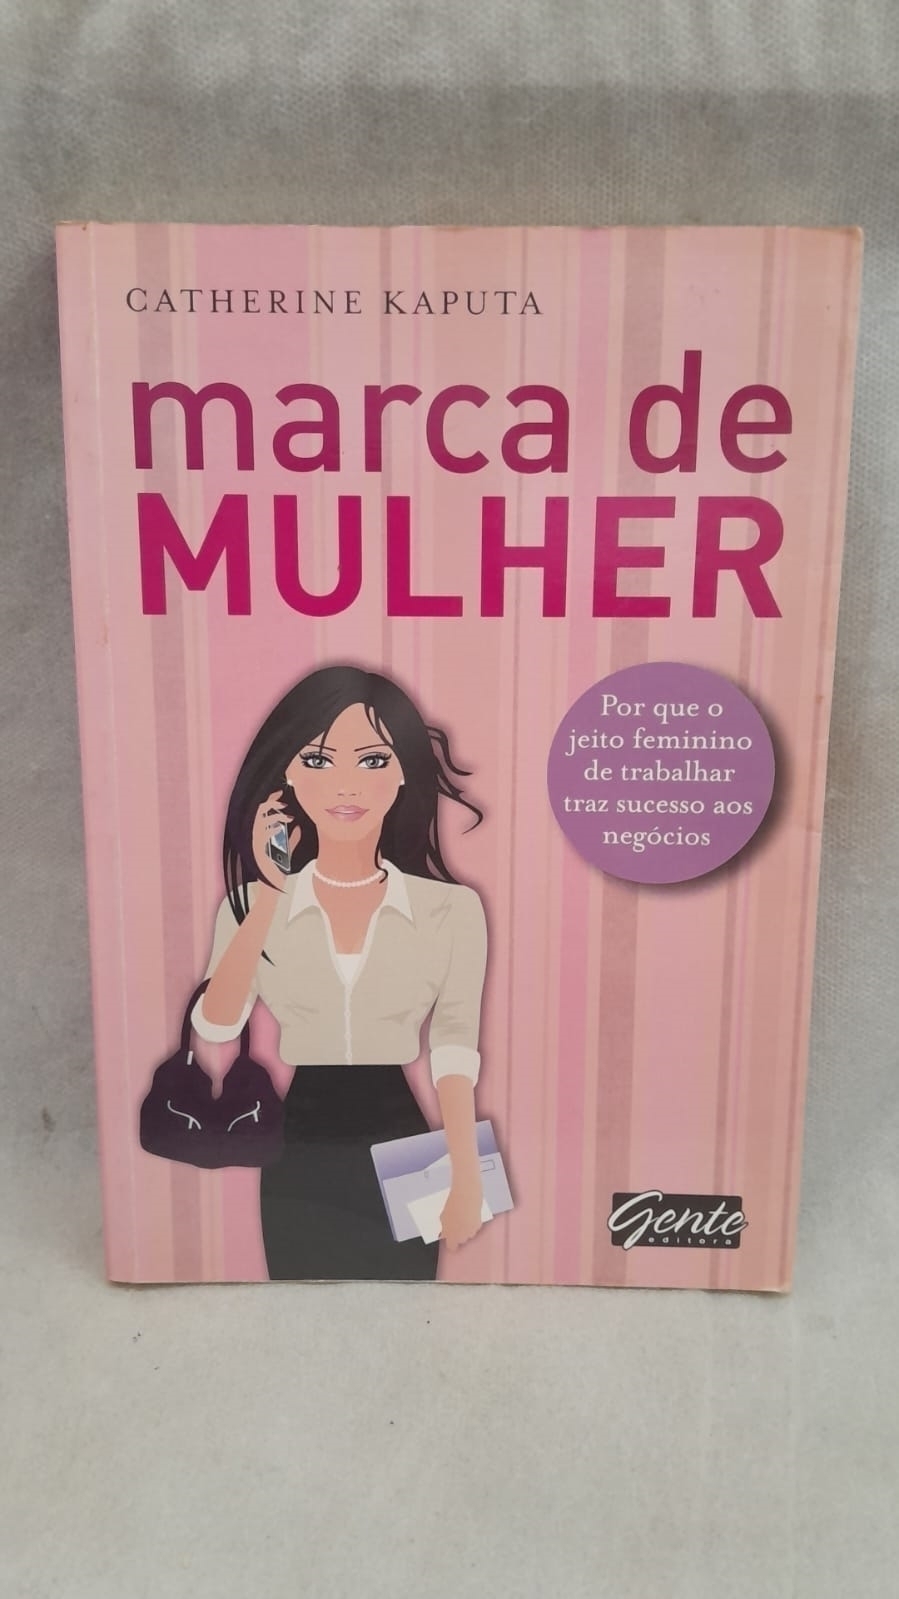 CATHERINE KAPUTA
marca de
MULHER
Por que o
jeito feminino
de trabalhar
traz sucesso aos
negócios
Gente
editora